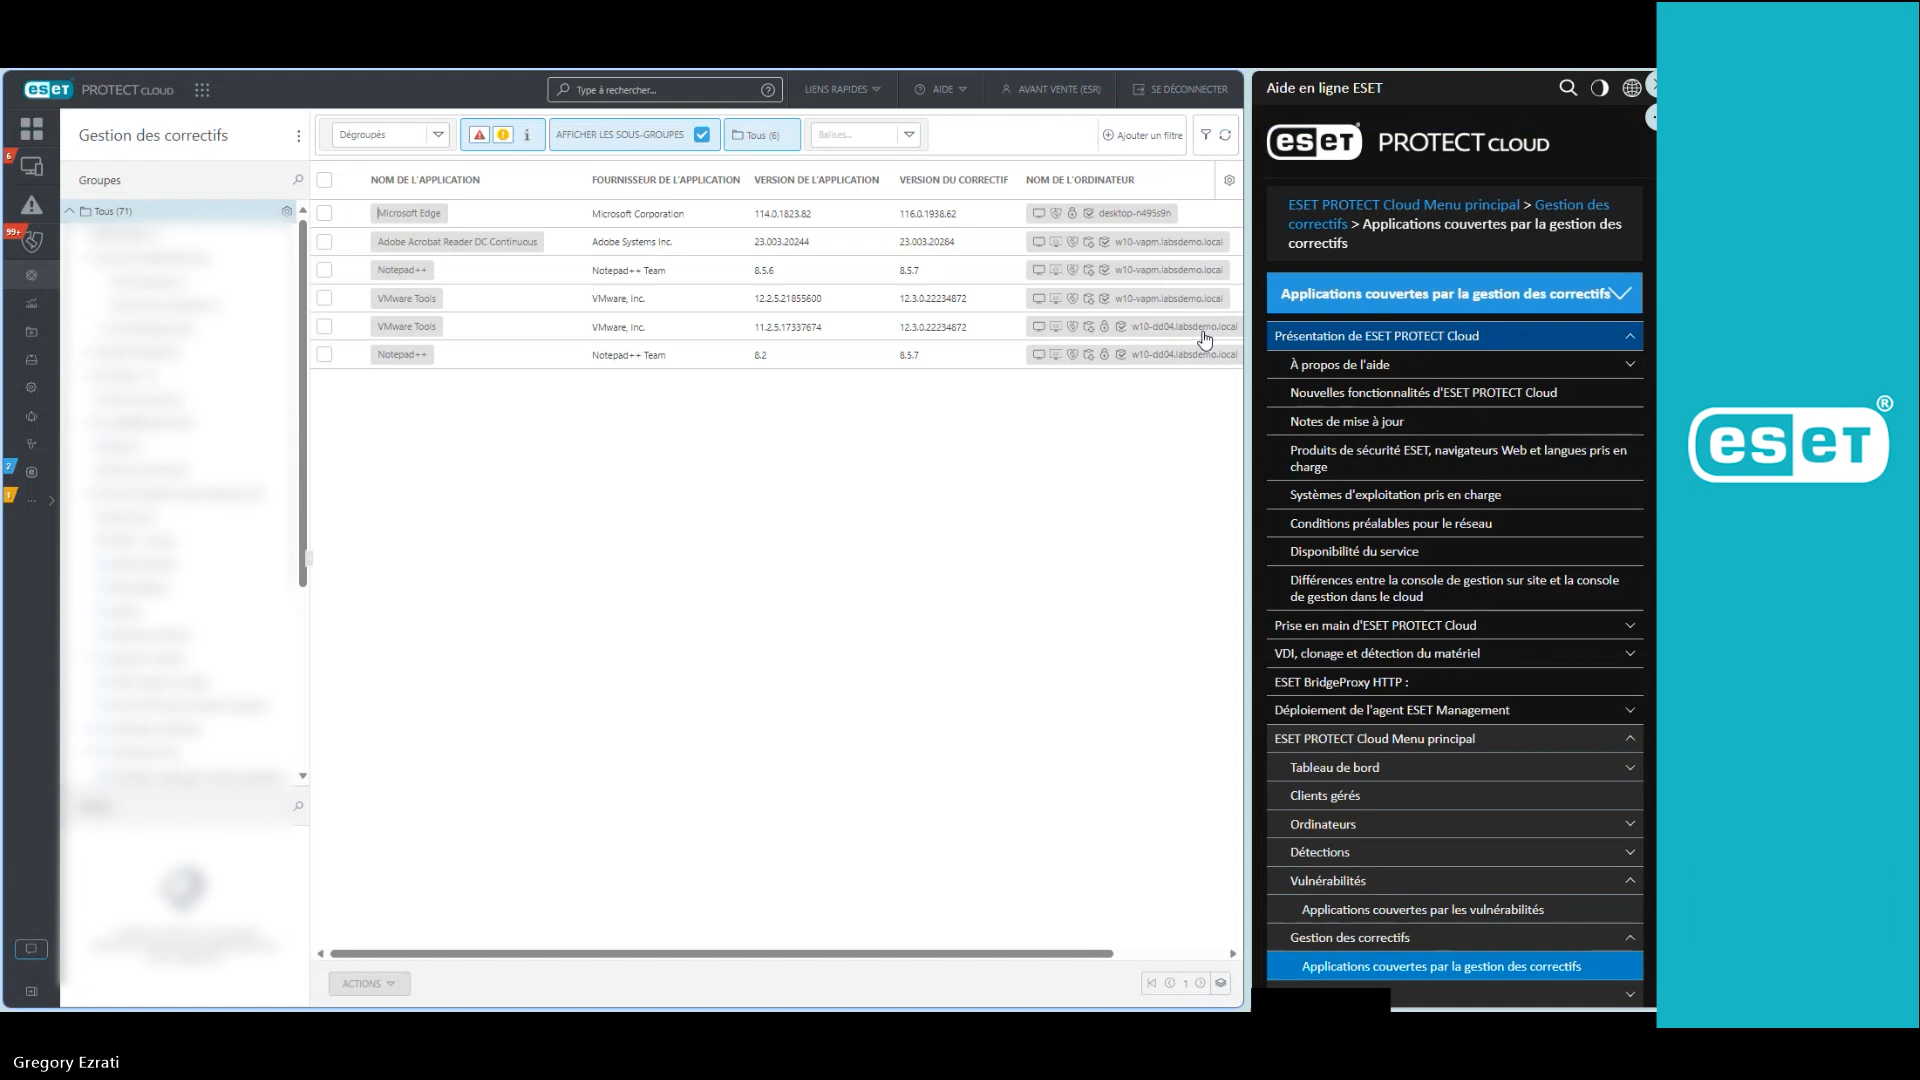 eset PROTECT CLOUD
Type à rechercher...
LIENS RAPIDES
AIDE
AVANT VENTE (ESR)
SE DÉCONNECTER
6
99+
2
1
...
Gestion des correctifs
Groupes
Tous (71)
Dégroupés
AFFICHER LES SOUS-GROUPES
Tous (6)
Balises...
Ajouter un filtre
NOM DE L'APPLICATION FOURNISSEUR DE L'APPLICATION VERSION DE L'APPLICATION VERSION DU CORRECTIF NOM DE L'ORDINATEUR
Microsoft Edge Microsoft Corporation 114.0.1823.82 116.0.1938.62 desktop-n495s9n
Adobe Acrobat Reader DC Continuous Adobe Systems Inc. 23.003.20244 23.003.20284 w10-vapm.labsdemo.local
Notepad++ Notepad++ Team 8.5.6 8.5.7 w10-vapm.labsdemo.local
VMware Tools VMware, Inc. 12.2.5.21855600 12.3.0.22234872 w10-vapm.labsdemo.local
VMware Tools VMware, Inc. 11.2.5.17337674 12.3.0.22234872 w10-dd04.labsdemo.local
Notepad++ Notepad++ Team 8.2 8.5.7 w10-dd04.labsdemo.local
ACTIONS
1
Aide en ligne ESET
eset PROTECT CLOUD
ESET PROTECT Cloud Menu principal > Gestion des
correctifs > Applications couvertes par la gestion des
correctifs
Applications couvertes par la gestion des correctifs
Présentation de ESET PROTECT Cloud
À propos de l'aide
Nouvelles fonctionnalités d'ESET PROTECT Cloud
Notes de mise à jour
Produits de sécurité ESET, navigateurs Web et langues pris en
charge
Systèmes d'exploitation pris en charge
Conditions préalables pour le réseau
Disponibilité du service
Différences entre la console de gestion sur site et la console
de gestion dans le cloud
Prise en main d'ESET PROTECT Cloud
VDI, clonage et détection du matériel
ESET BridgeProxy HTTP :
Déploiement de l'agent ESET Management
ESET PROTECT Cloud Menu principal
Tableau de bord
Clients gérés
Ordinateurs
Détections
Vulnérabilités
Applications couvertes par les vulnérabilités
Gestion des correctifs
Applications couvertes par la gestion des correctifs
eset®
Gregory Ezrati